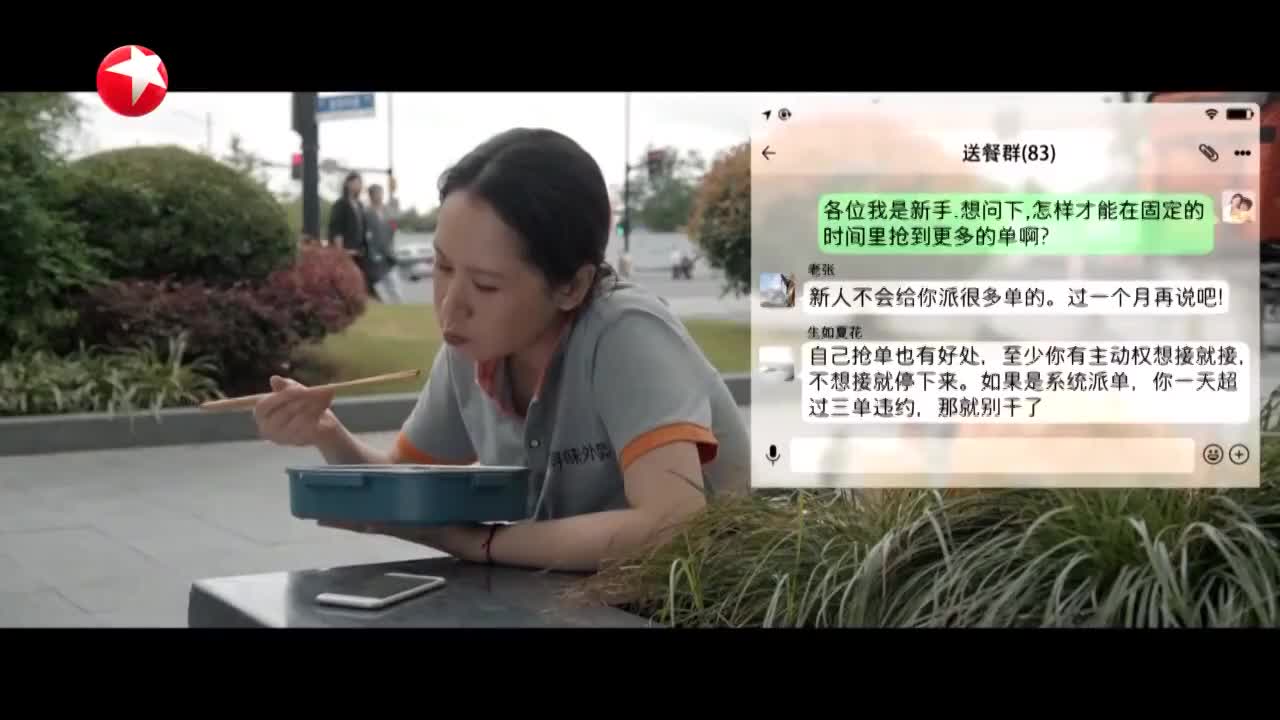 送餐群(83)
各位我是新手.想问下,怎样才能在固定的
时间里抢到更多的单啊?
老张
新人不会给你派很多单的。过一个月再说吧!
生如夏花
自己抢单也有好处，至少你有主动权想接就接,
不想接就停下来。如果是系统派单，你一天超
过三单违约，那就别干了
寻味外